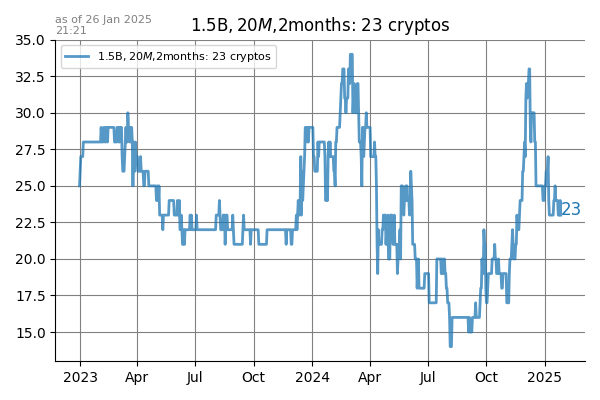 as of 26 Jan 2025
21:21
1.5B, 20M,2months: 23 cryptos
1.5B, 20M,2months: 23 cryptos
35.0
32.5
30.0
27.5
25.0
22.5
20.0
17.5
15.0
23
2023 Apr Jul Oct 2024 Apr Jul Oct 2025